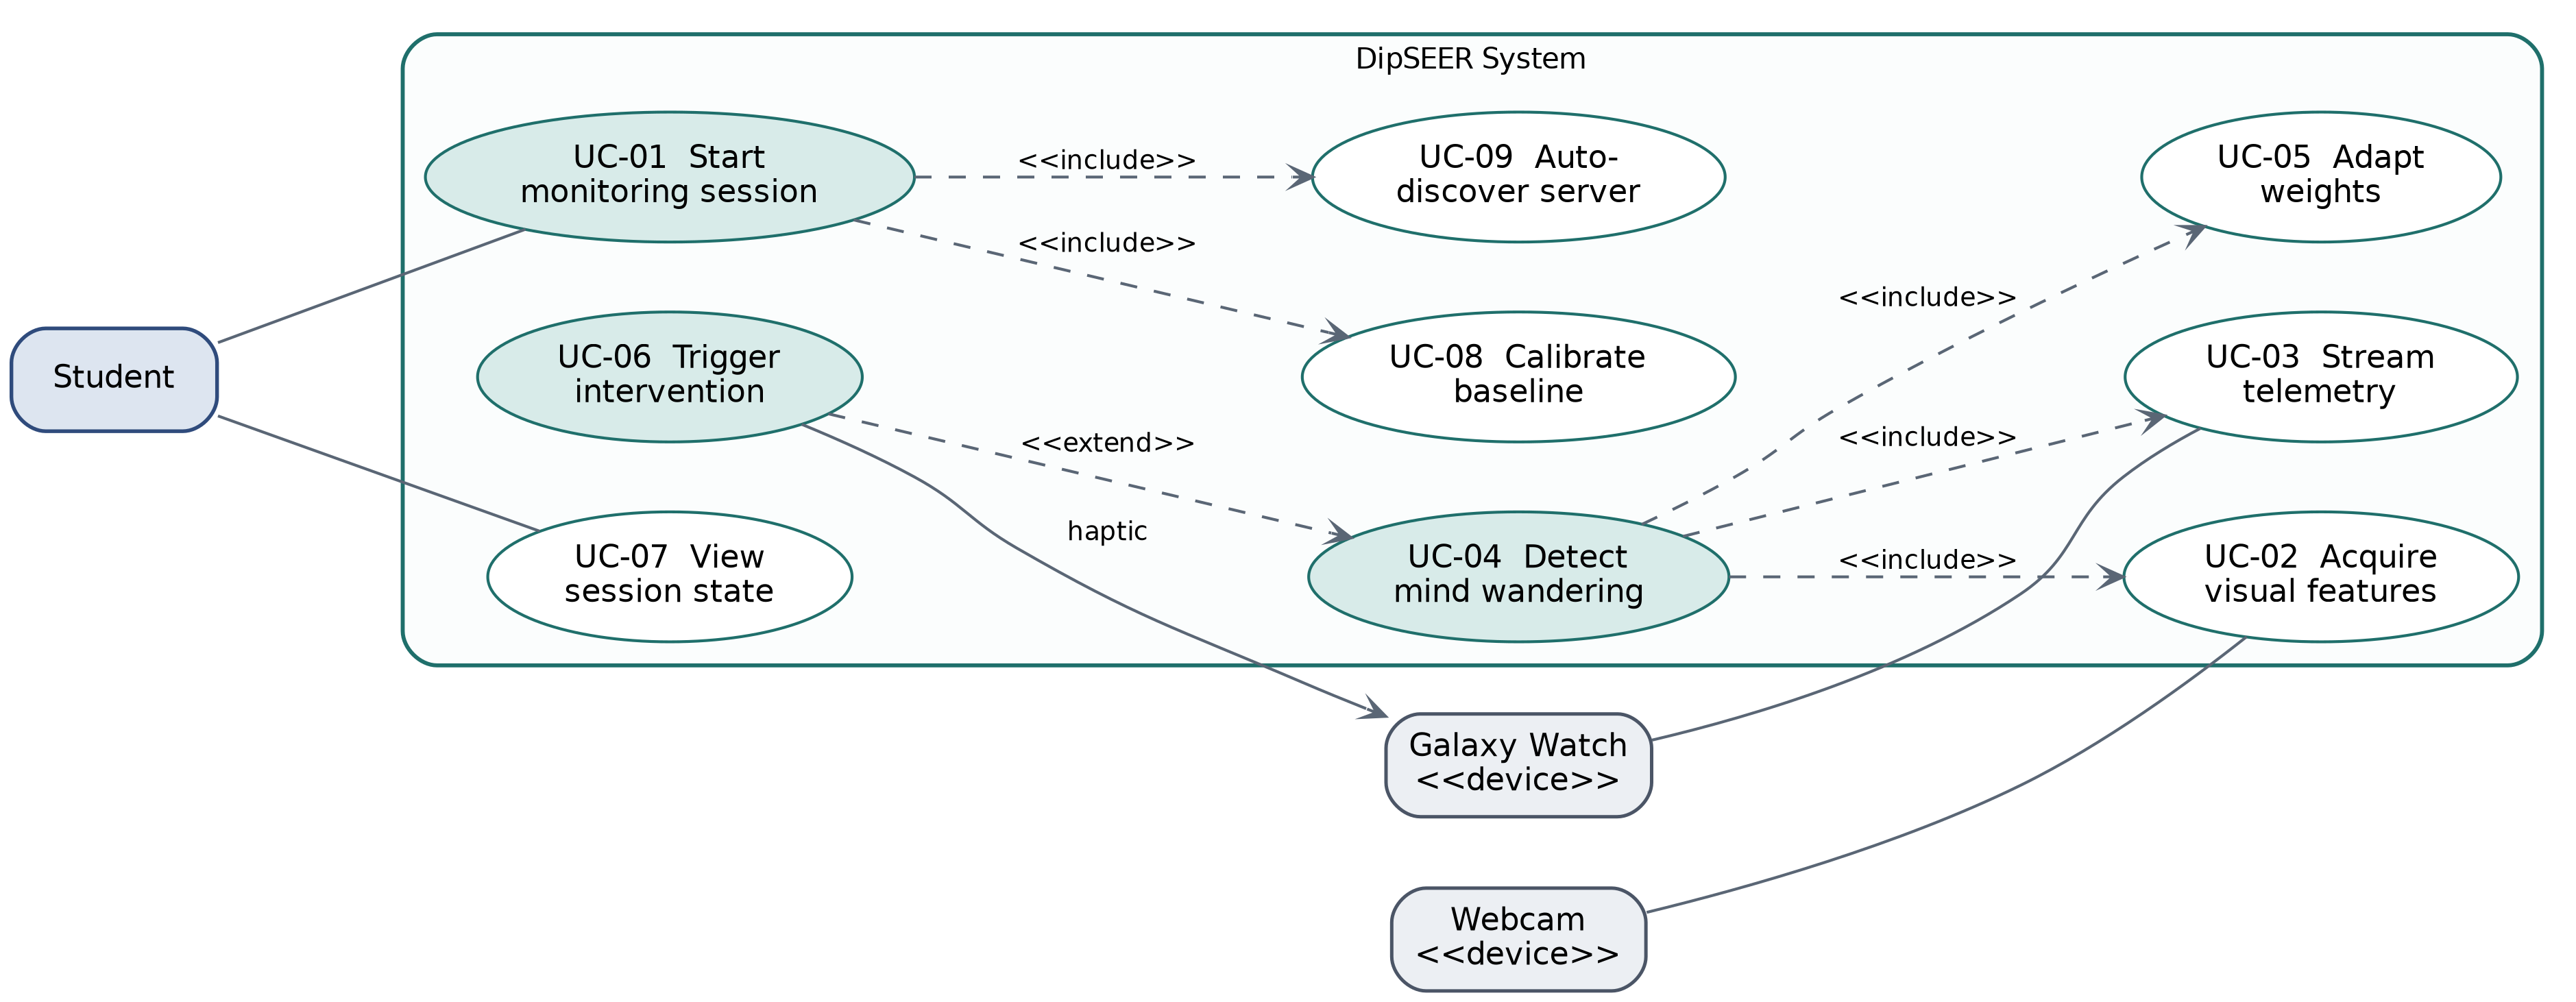 DipSEER System
UC-01  Start
monitoring session
<<include>>
UC-09  Auto-
discover server
UC-05  Adapt
weights
<<include>>
<<include>>
Student
UC-06  Trigger
intervention
UC-08  Calibrate
baseline
UC-03  Stream
telemetry
<<extend>>
<<include>>
haptic
UC-07  View
session state
UC-04  Detect
mind wandering
<<include>>
UC-02  Acquire
visual features
Galaxy Watch
<<device>>
Webcam
<<device>>